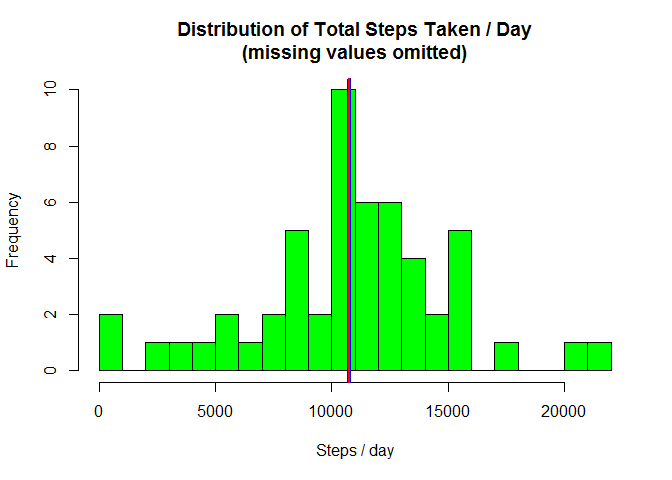 Distribution of Total Steps Taken / Day
(missing values omitted)
Frequency
10
8
6
4
2
0
0 5000 10000 15000 20000
Steps / day